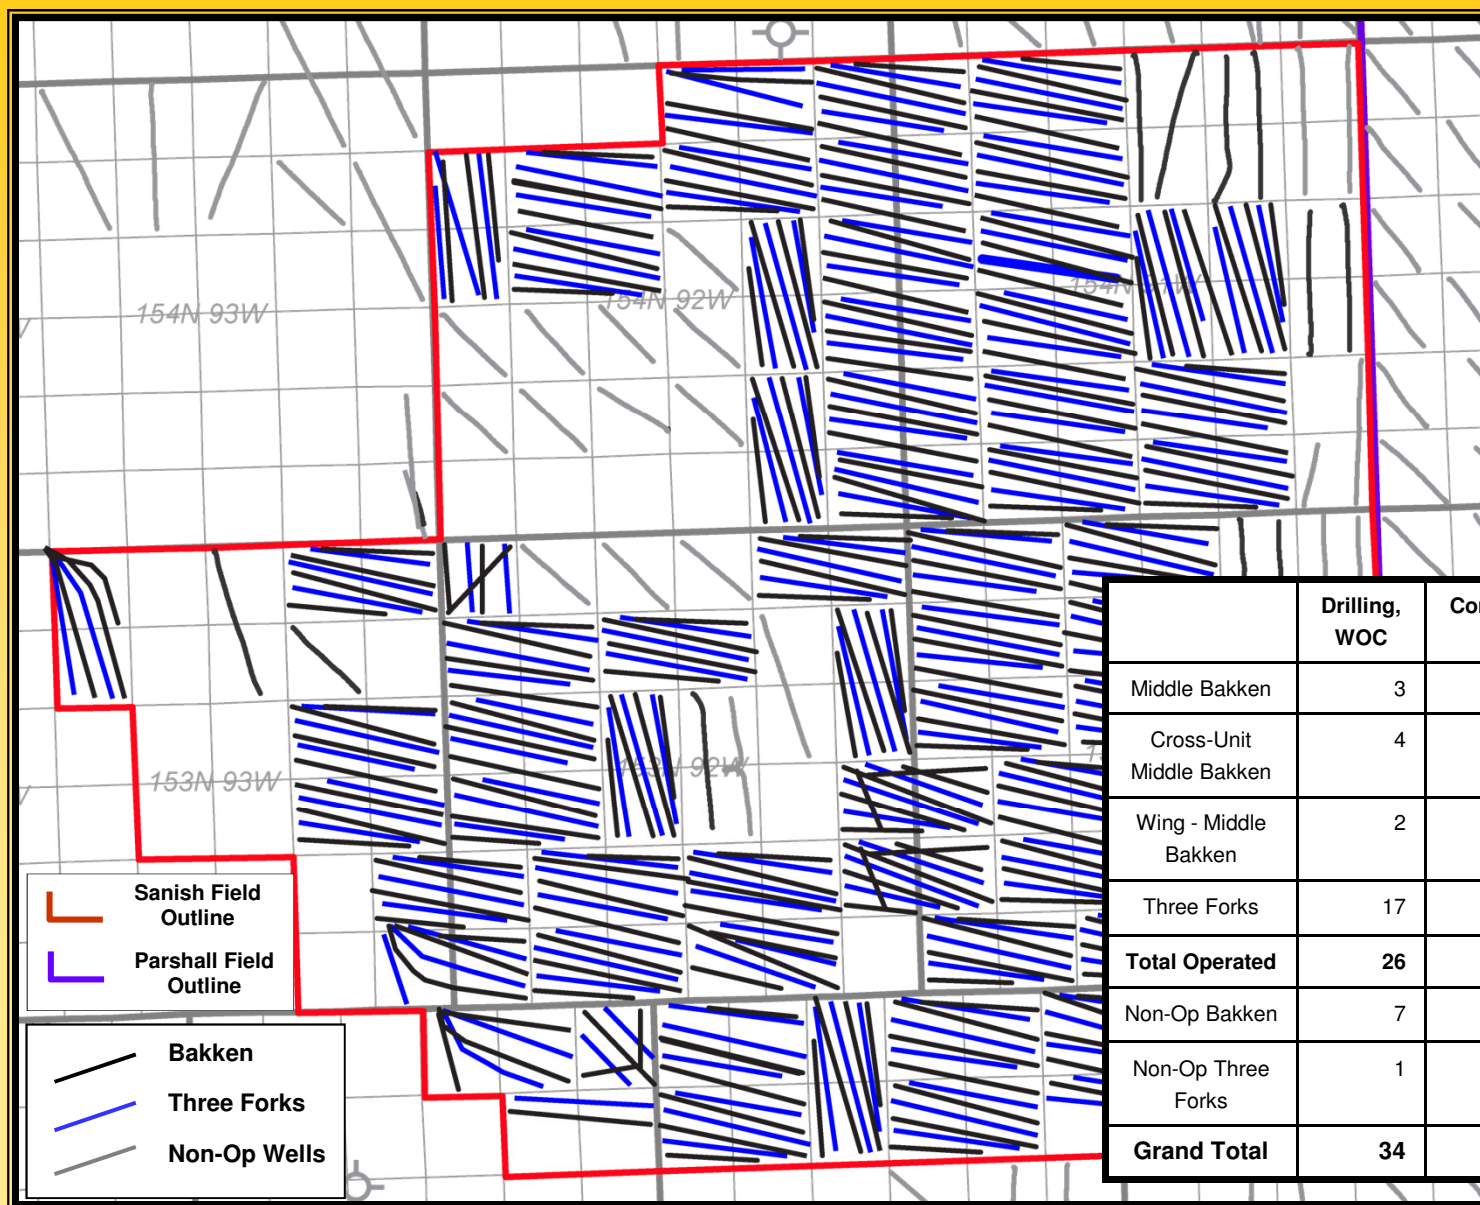 154N 93W
154N 92W
154N 91W
153N 93W
153N 92W
Sanish Field
Outline
Parshall Field
Outline
Bakken
Three Forks
Non-Op Wells
Drilling,
WOC
Middle Bakken 3
Cross-Unit
Middle Bakken 4
Wing - Middle
Bakken 2
Three Forks 17
Total Operated 26
Non-Op Bakken 7
Non-Op Three
Forks 1
Grand Total 34